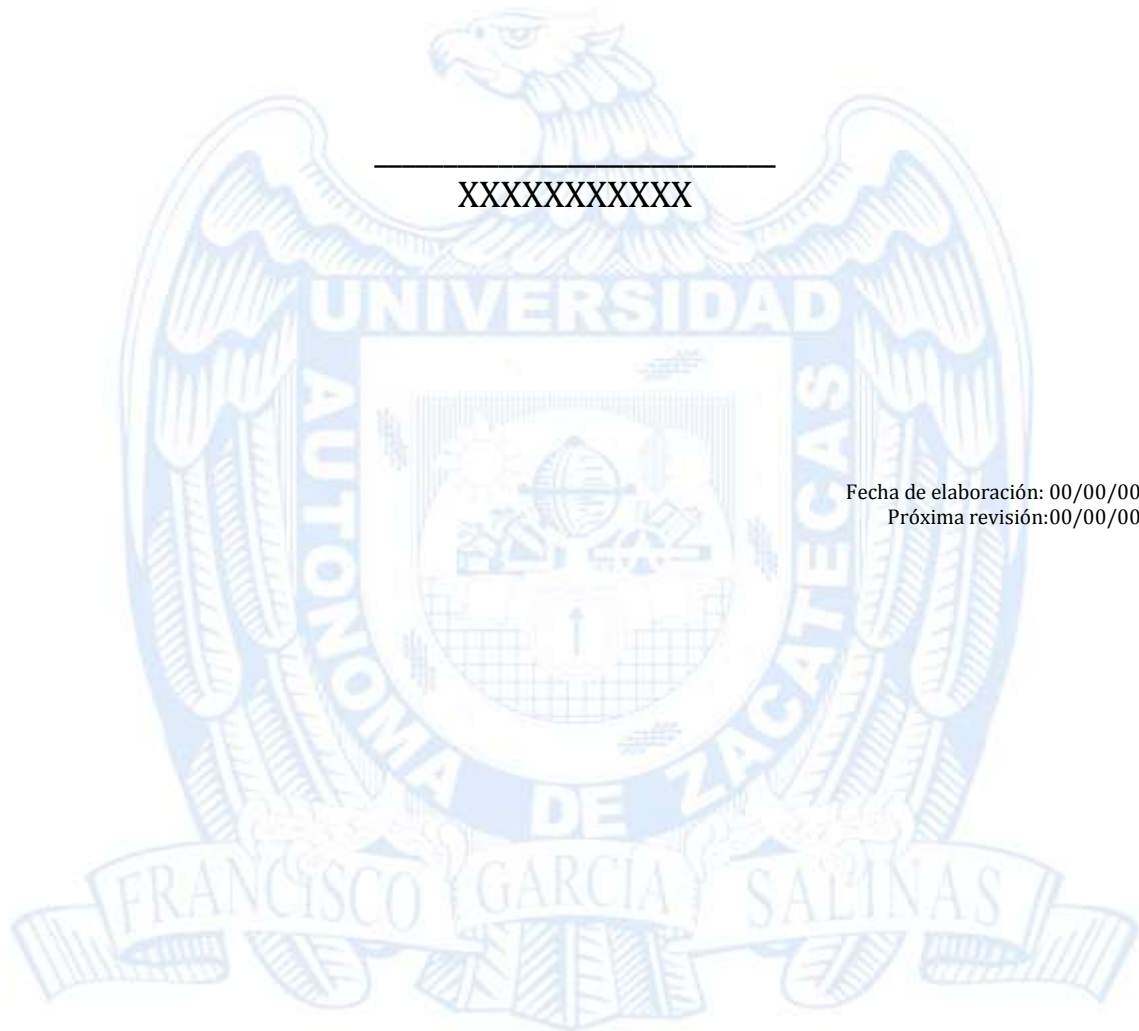 ____________________________
XXXXXXXXXXX
UNIVERSIDAD
AUTONOMA DE ZACATECAS
Fecha de elaboración: 00/00/00
Próxima revisión:00/00/00
FRANCISCO GARCIA SALINAS